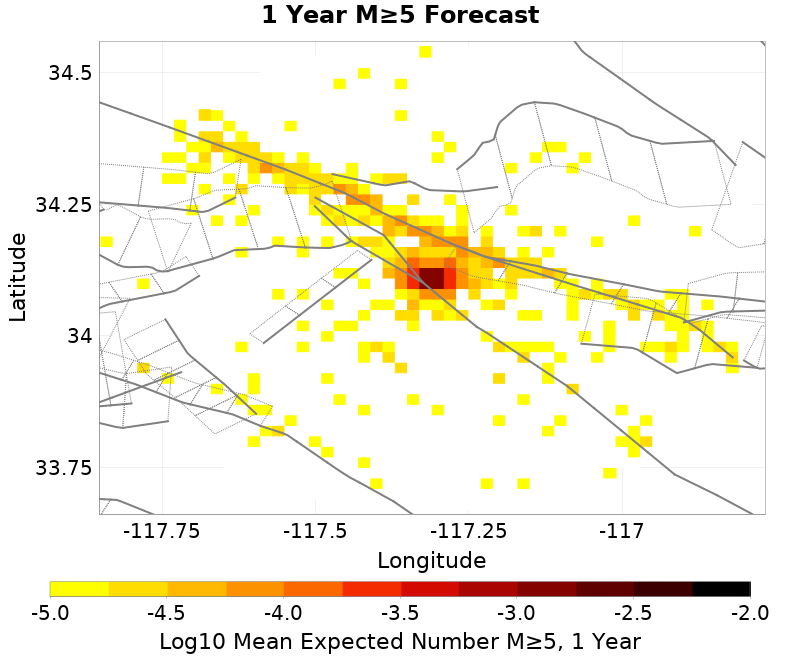 1 Year M≥5 Forecast
34.5
34.25
34
33.75
Latitude
-117.75 -117.5 -117.25 -117
Longitude
-5.0 -4.5 -4.0 -3.5 -3.0 -2.5 -2.0
Log10 Mean Expected Number M≥5, 1 Year